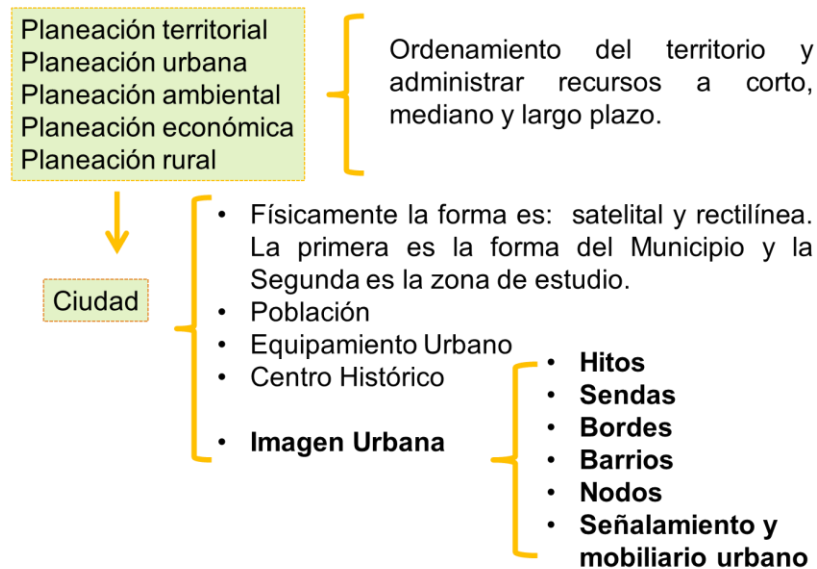 Planeación territorial
Planeación urbana
Planeación ambiental
Planeación económica
Planeación rural
Ordenamiento del territorio y
administrar recursos a corto,
mediano y largo plazo.
Ciudad
• Físicamente la forma es: satelital y rectilínea.
La primera es la forma del Municipio y la
Segunda es la zona de estudio.
• Población
• Equipamiento Urbano
• Centro Histórico
• Imagen Urbana
• Hitos
• Sendas
• Bordes
• Barrios
• Nodos
• Señalamiento y
mobiliario urbano